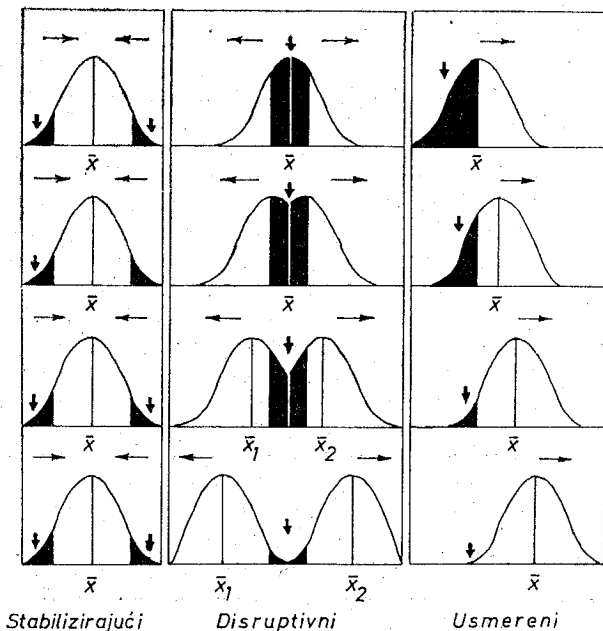 x̄ x̄ x̄
x̄ x̄ x̄
x̄ x̄₁ x̄₂ x̄
x̄ x̄₁ x̄₂ x̄
Stabilizirajući Disruptivni Usmereni